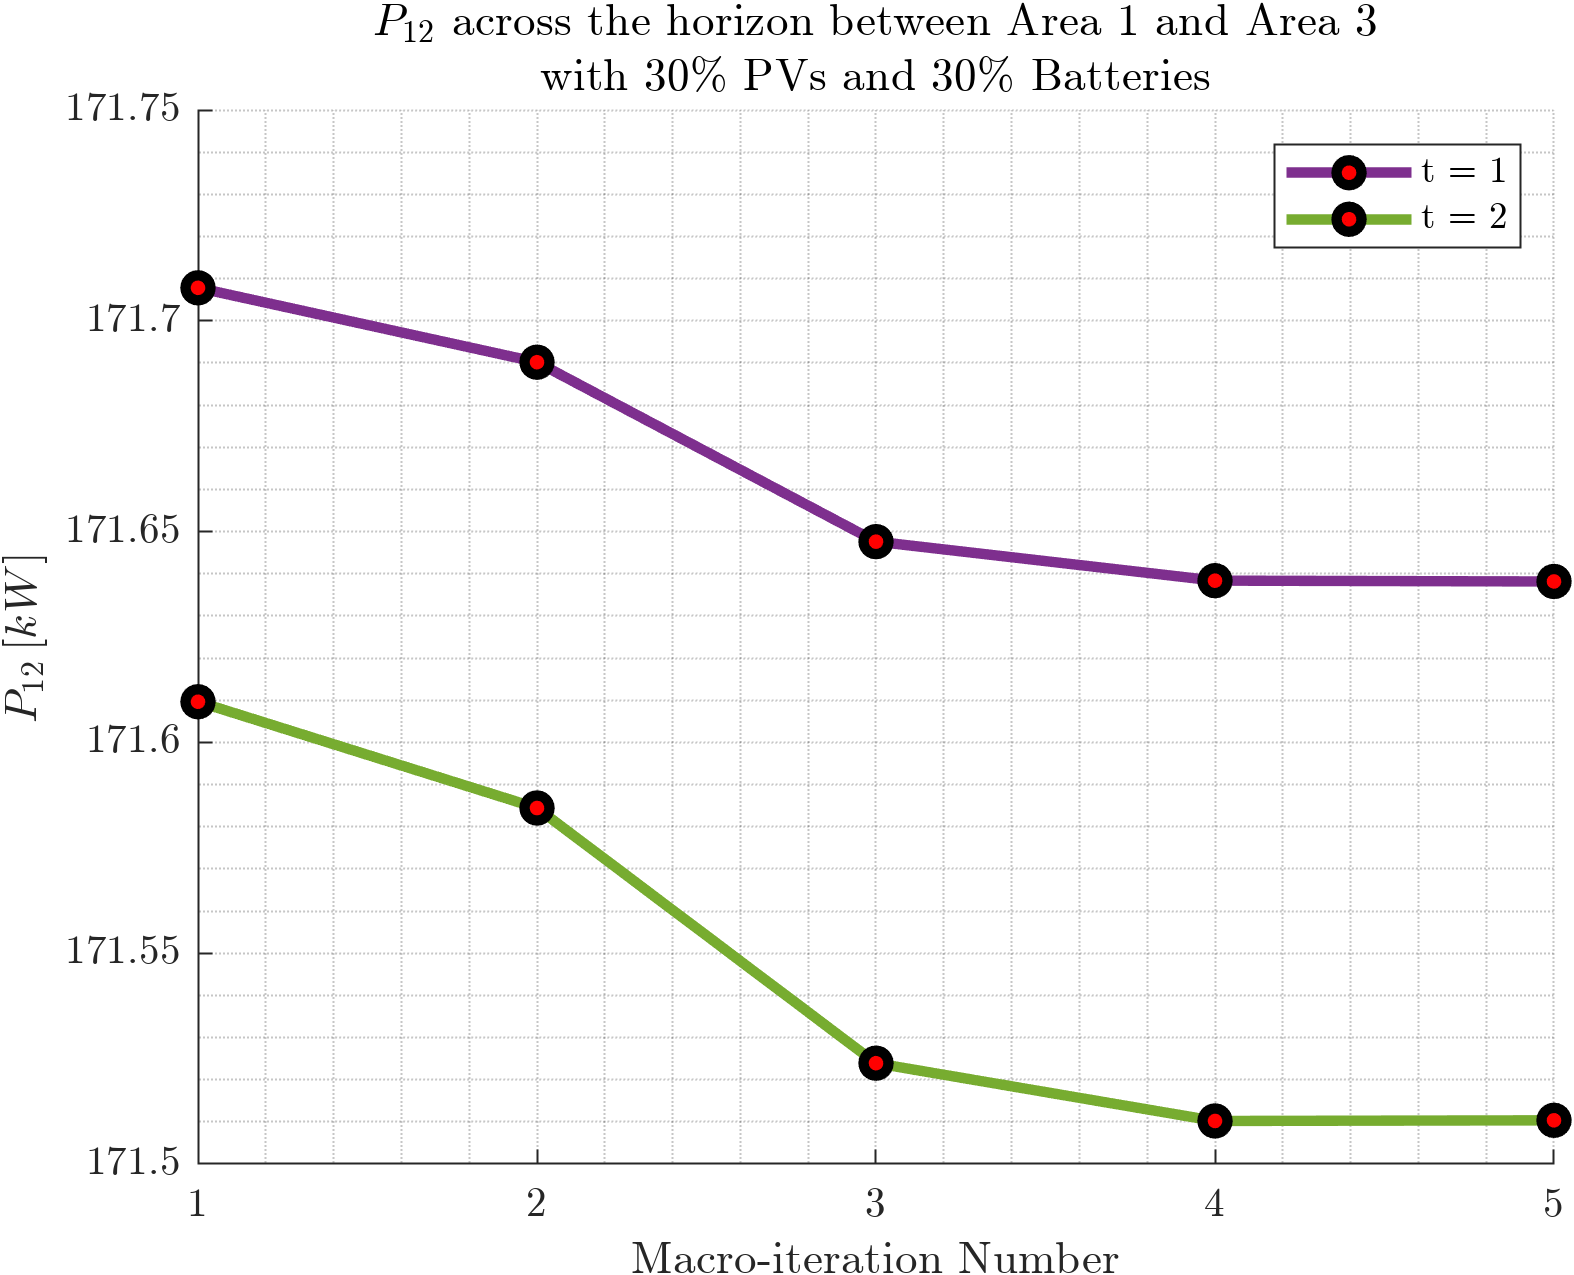 P12 across the horizon between Area 1 and Area 3
with 30% PVs and 30% Batteries
171.75
171.7
171.65
171.6
171.55
171.5
P12 [kW]
t = 1
t = 2
1 2 3 4 5
Macro-iteration Number